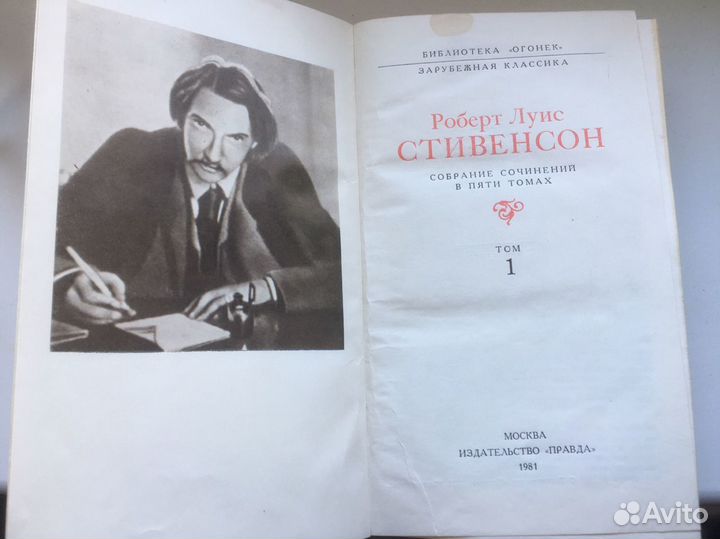 БИБЛИОТЕКА «ОГОНЕК»
ЗАРУБЕЖНАЯ КЛАССИКА
Роберт Луис
СТИВЕНСОН
СОБРАНИЕ СОЧИНЕНИЙ
В ПЯТИ ТОМАХ
ТОМ
1
МОСКВА
ИЗДАТЕЛЬСТВО «ПРАВДА»
1981
Avito